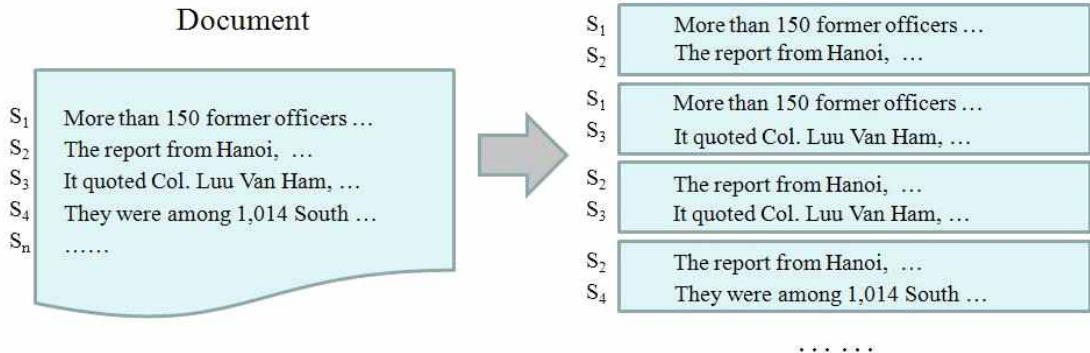 Document
S1 More than 150 former officers …
S2 The report from Hanoi, …
S3 It quoted Col. Luu Van Ham, …
S4 They were among 1,014 South …
Sn ……
S1 More than 150 former officers …
S2 The report from Hanoi, …
S1 More than 150 former officers …
S3 It quoted Col. Luu Van Ham, …
S2 The report from Hanoi, …
S3 It quoted Col. Luu Van Ham, …
S2 The report from Hanoi, …
S4 They were among 1,014 South …
… …